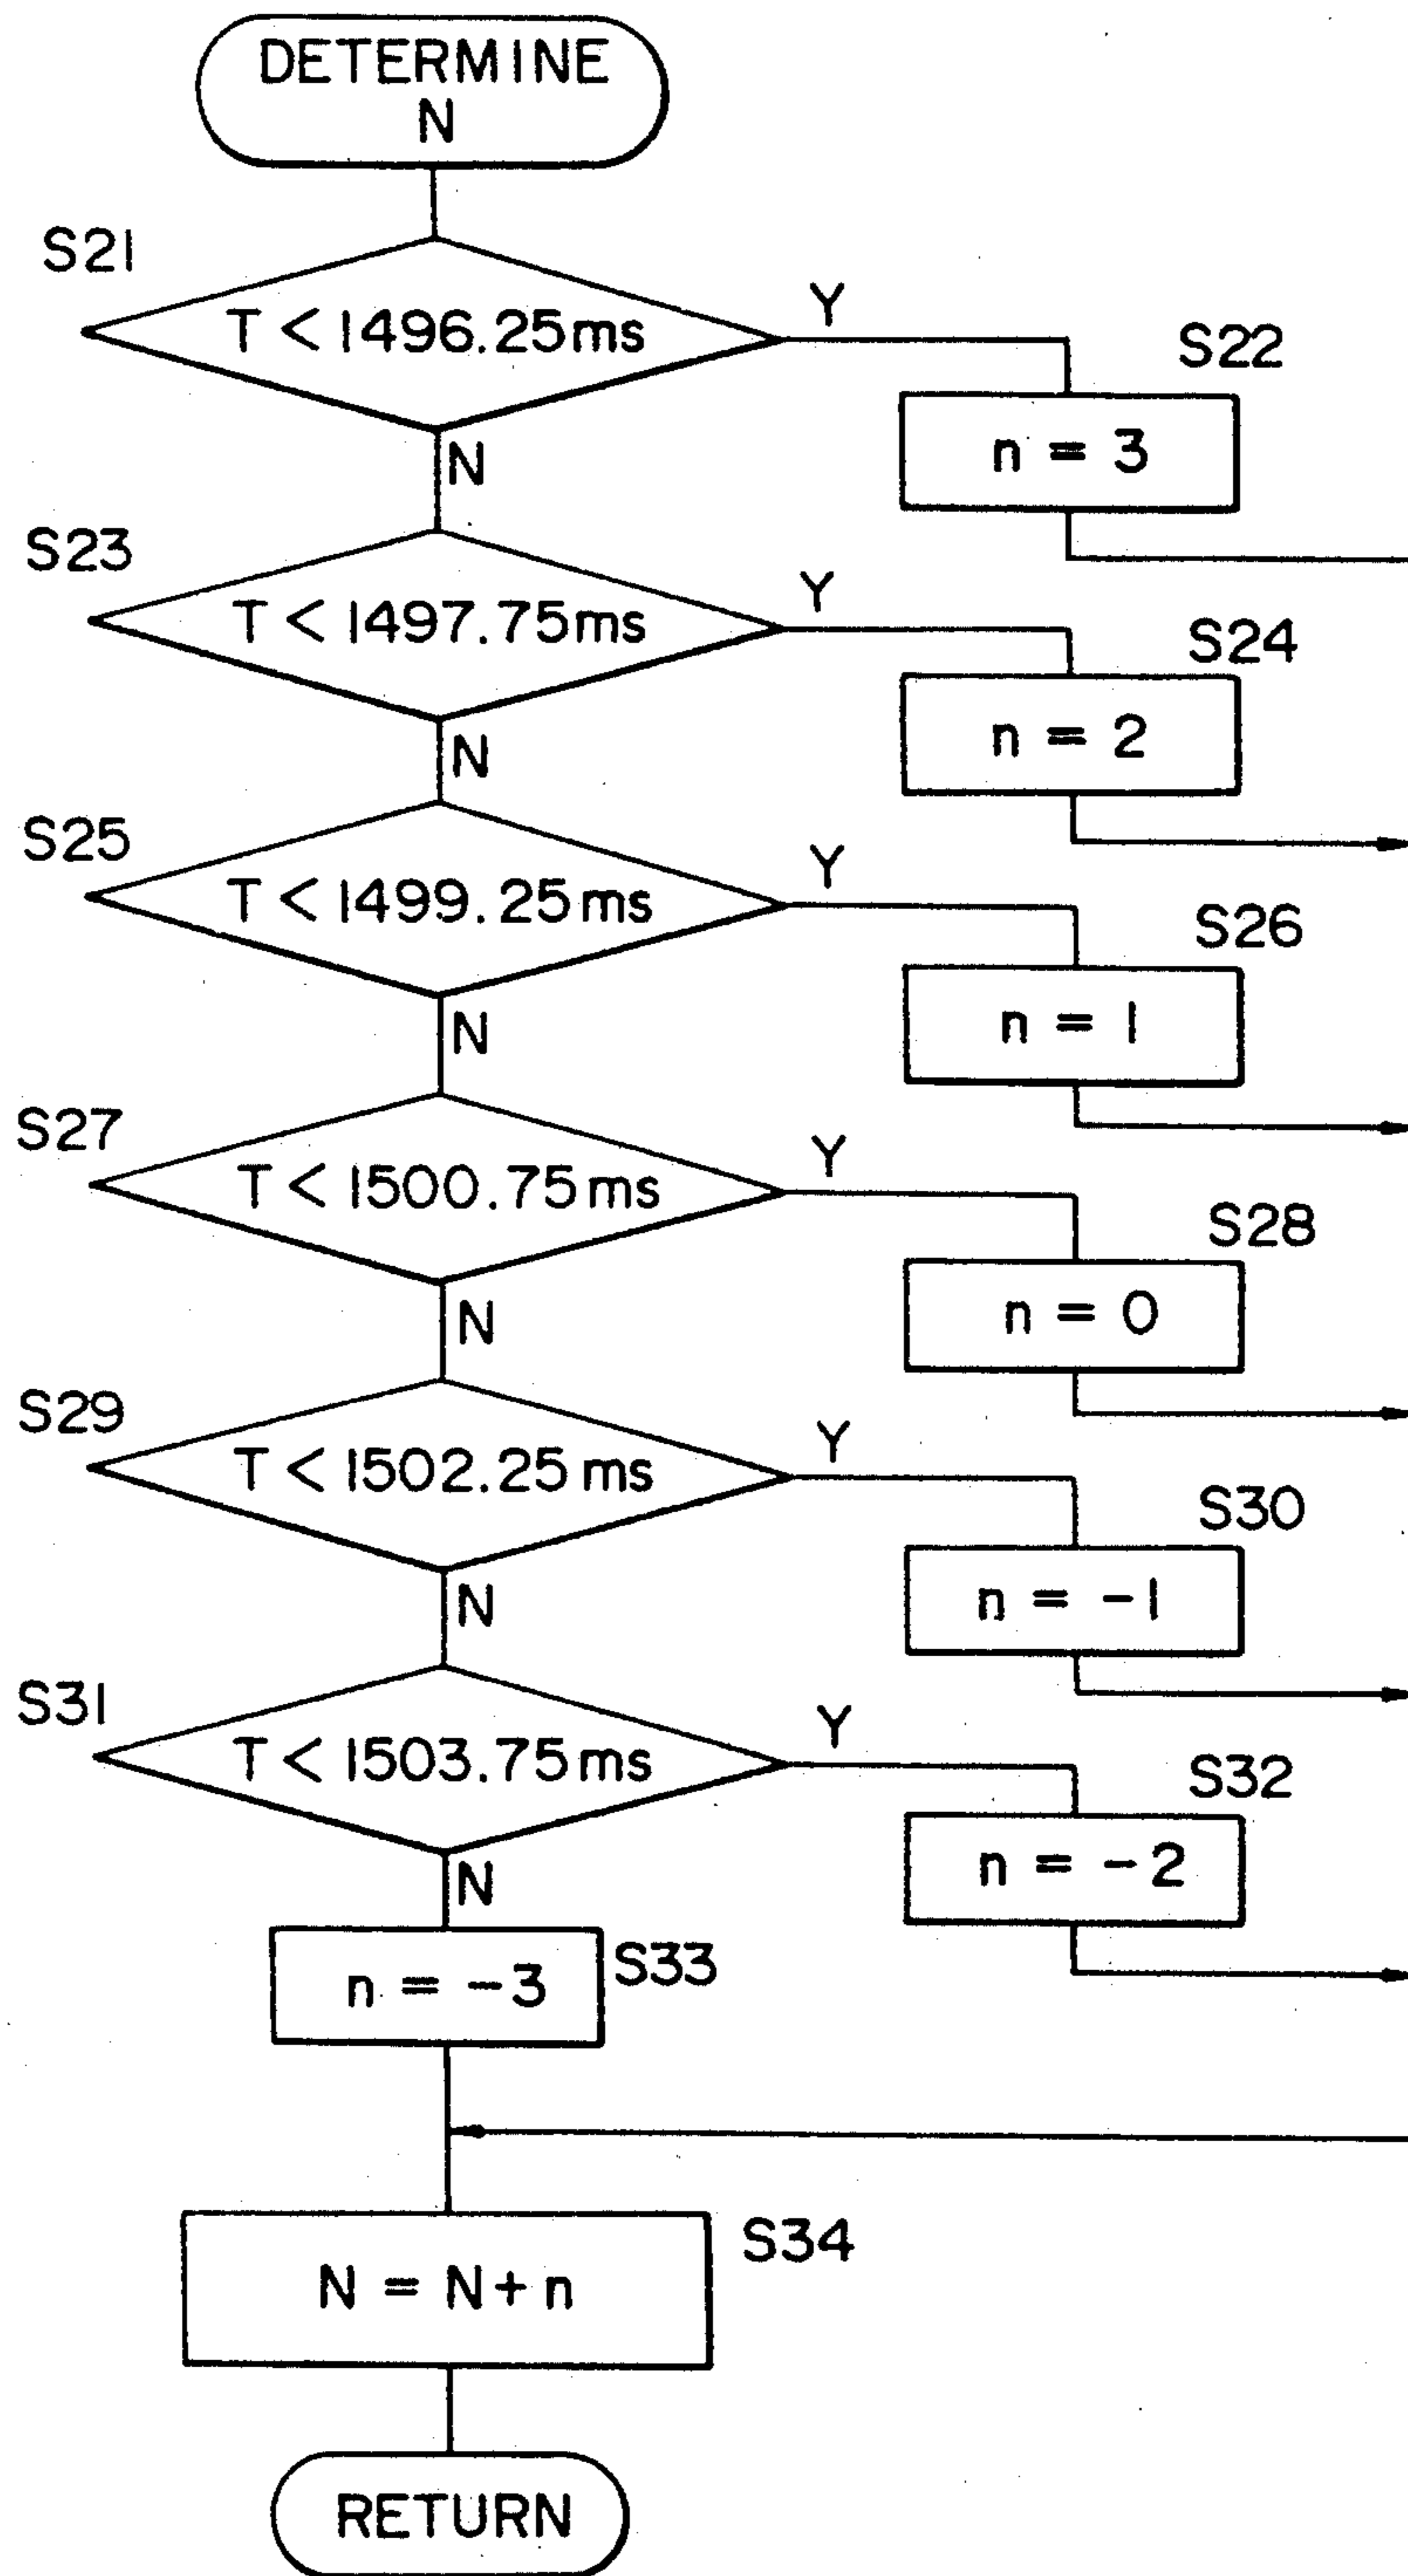 DETERMINE
N
S21
T < 1496.25ms
Y
S22
n = 3
N
S23
T < 1497.75ms
Y
S24
n = 2
N
S25
T < 1499.25ms
Y
S26
n = 1
N
S27
T < 1500.75ms
Y
S28
n = 0
N
S29
T < 1502.25ms
Y
S30
n = -1
N
S31
T < 1503.75ms
Y
S32
n = -2
N
n = -3
S33
N = N+n
S34
RETURN